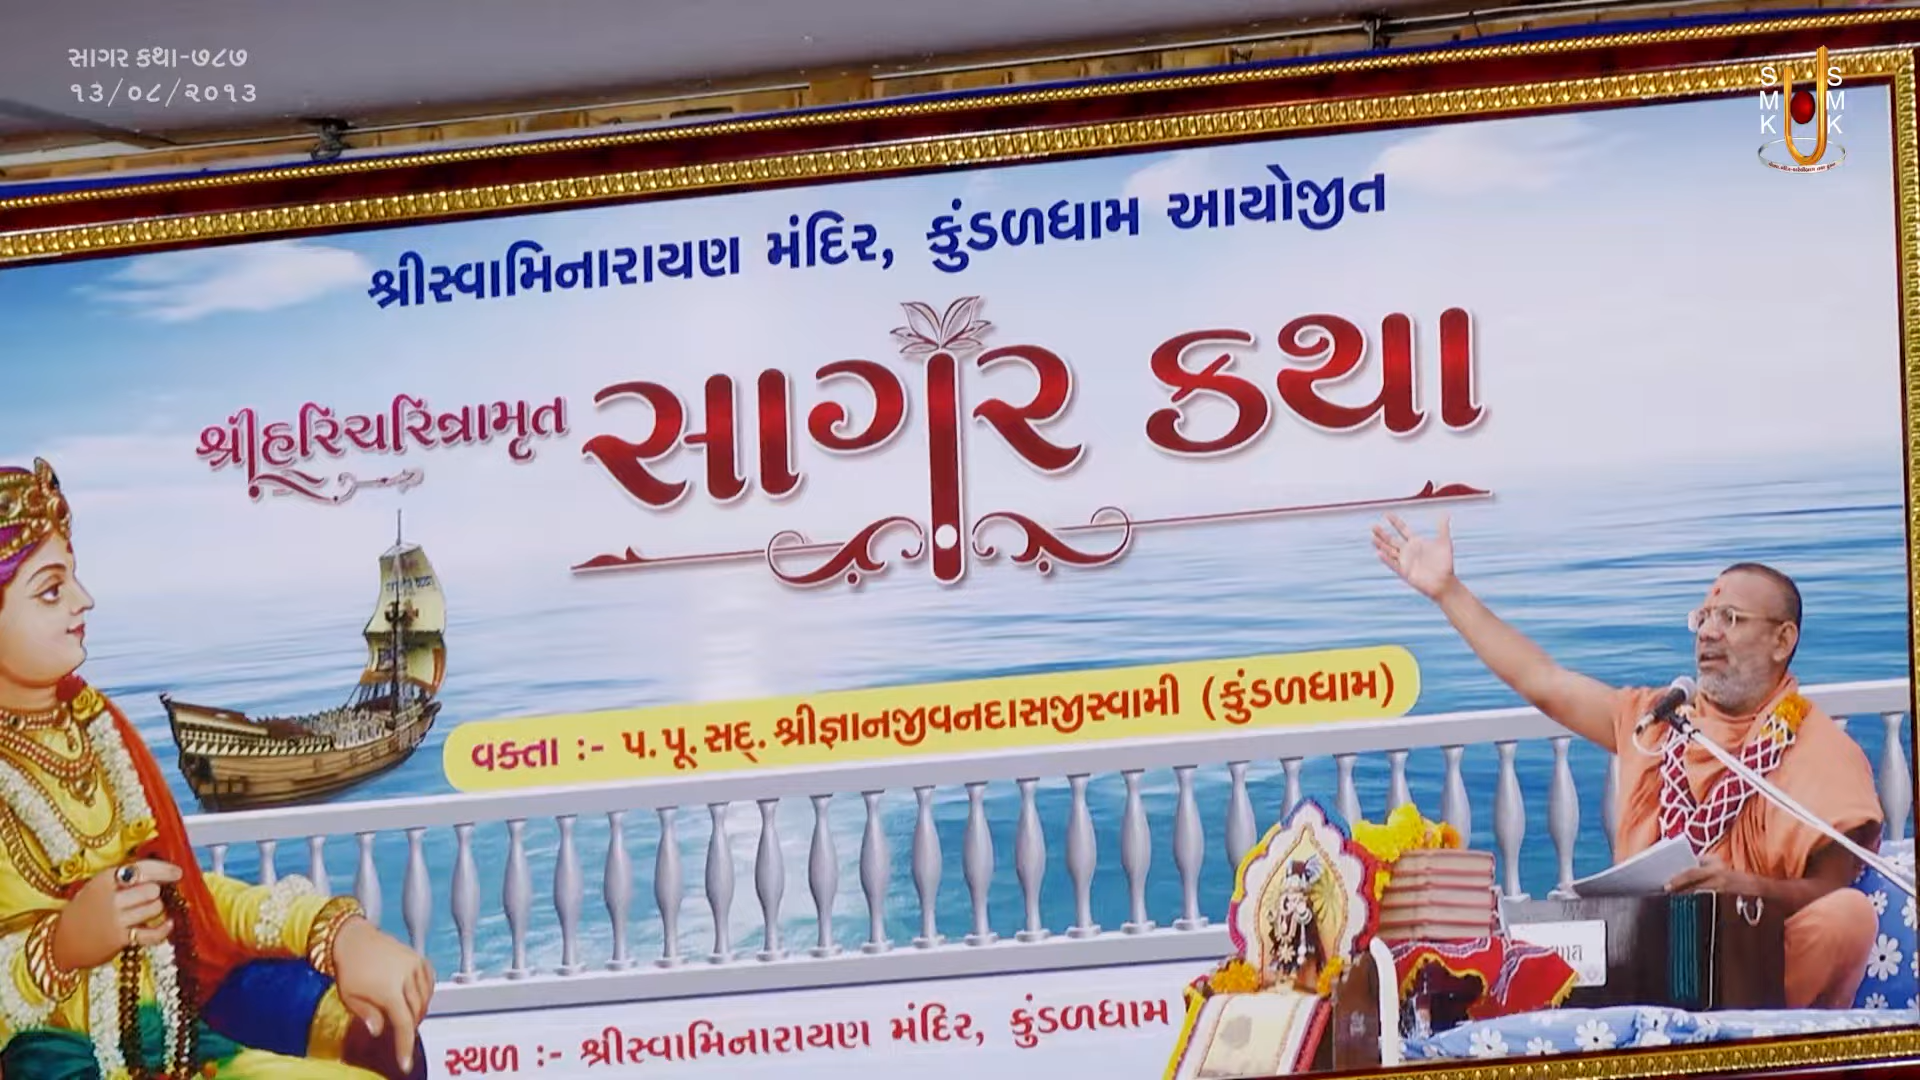 સાગર કથા-૭૮૭
૧૩/૦૮/૨૦૧૩
S S
M M
K K
શ્રીસ્વામિનારાયણ મંદિર, કુંડળધામ આયોજીત
શ્રીહરિચરિત્રામૃત સાગર કથા
વક્તા :- પ.પૂ.સદ્. શ્રીજ્ઞાનજીવનદાસજીસ્વામી (કુંડળધામ)
સ્થળ :- શ્રીસ્વામિનારાયણ મંદિર, કુંડળધામ